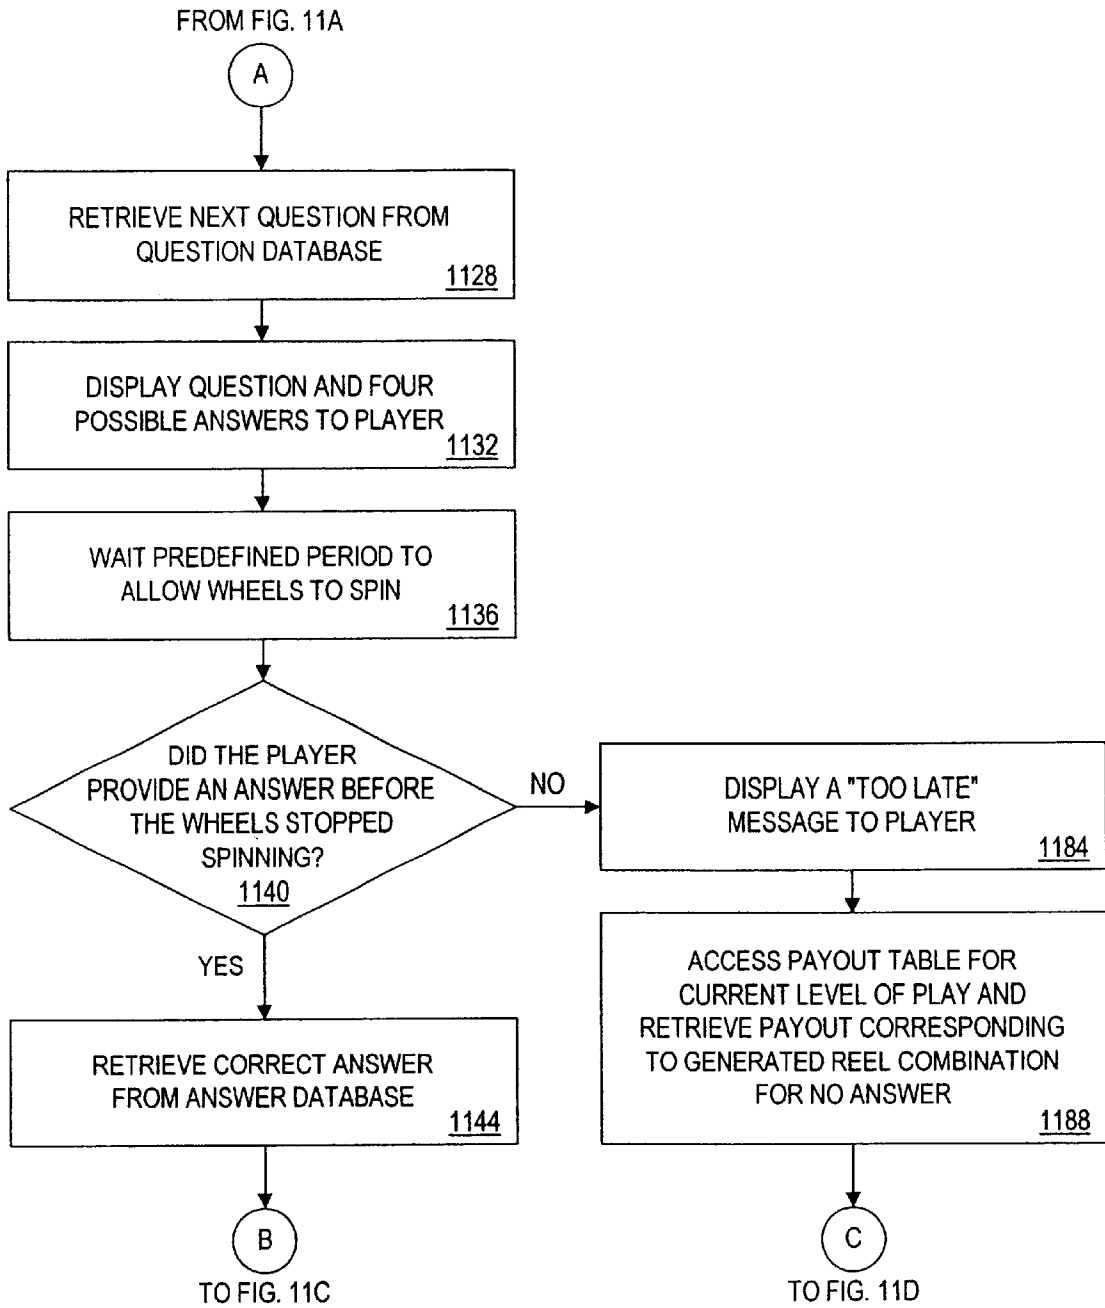 FROM FIG. 11A
A
RETRIEVE NEXT QUESTION FROM
QUESTION DATABASE
1128
DISPLAY QUESTION AND FOUR
POSSIBLE ANSWERS TO PLAYER
1132
WAIT PREDEFINED PERIOD TO
ALLOW WHEELS TO SPIN
1136
DID THE PLAYER
PROVIDE AN ANSWER BEFORE
THE WHEELS STOPPED
SPINNING?
1140
NO
DISPLAY A "TOO LATE"
MESSAGE TO PLAYER
1184
YES
ACCESS PAYOUT TABLE FOR
CURRENT LEVEL OF PLAY AND
RETRIEVE PAYOUT CORRESPONDING
TO GENERATED REEL COMBINATION
FOR NO ANSWER
1188
RETRIEVE CORRECT ANSWER
FROM ANSWER DATABASE
1144
B
TO FIG. 11C
C
TO FIG. 11D